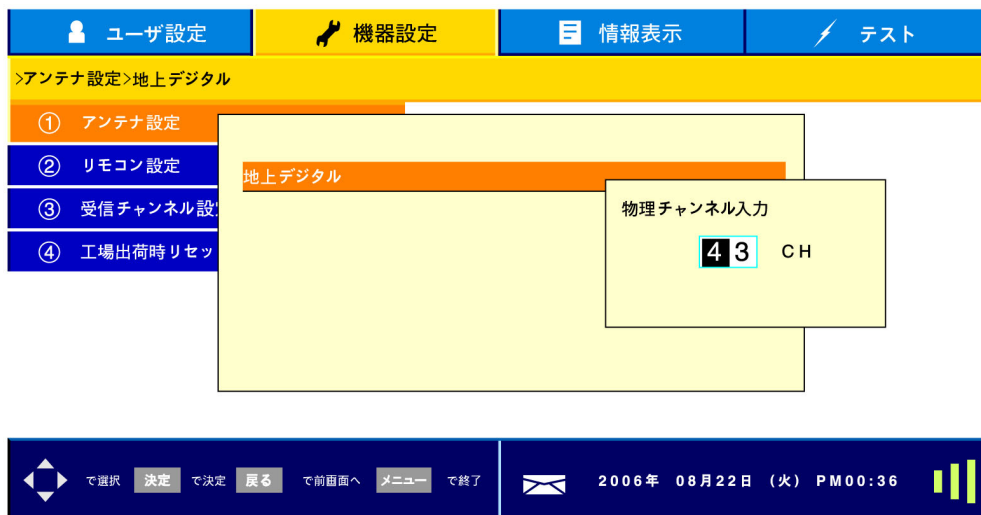 ユーザ設定 機器設定 情報表示 テスト
>アンテナ設定>地上デジタル
① アンテナ設定
② リモコン設定
③ 受信チャンネル設
④ 工場出荷時リセッ
地上デジタル
物理チャンネル入力
43 CH
で選択 決定 で決定 戻る で前画面へ メニュー で終了
2006年 08月22日 (火) PM00:36